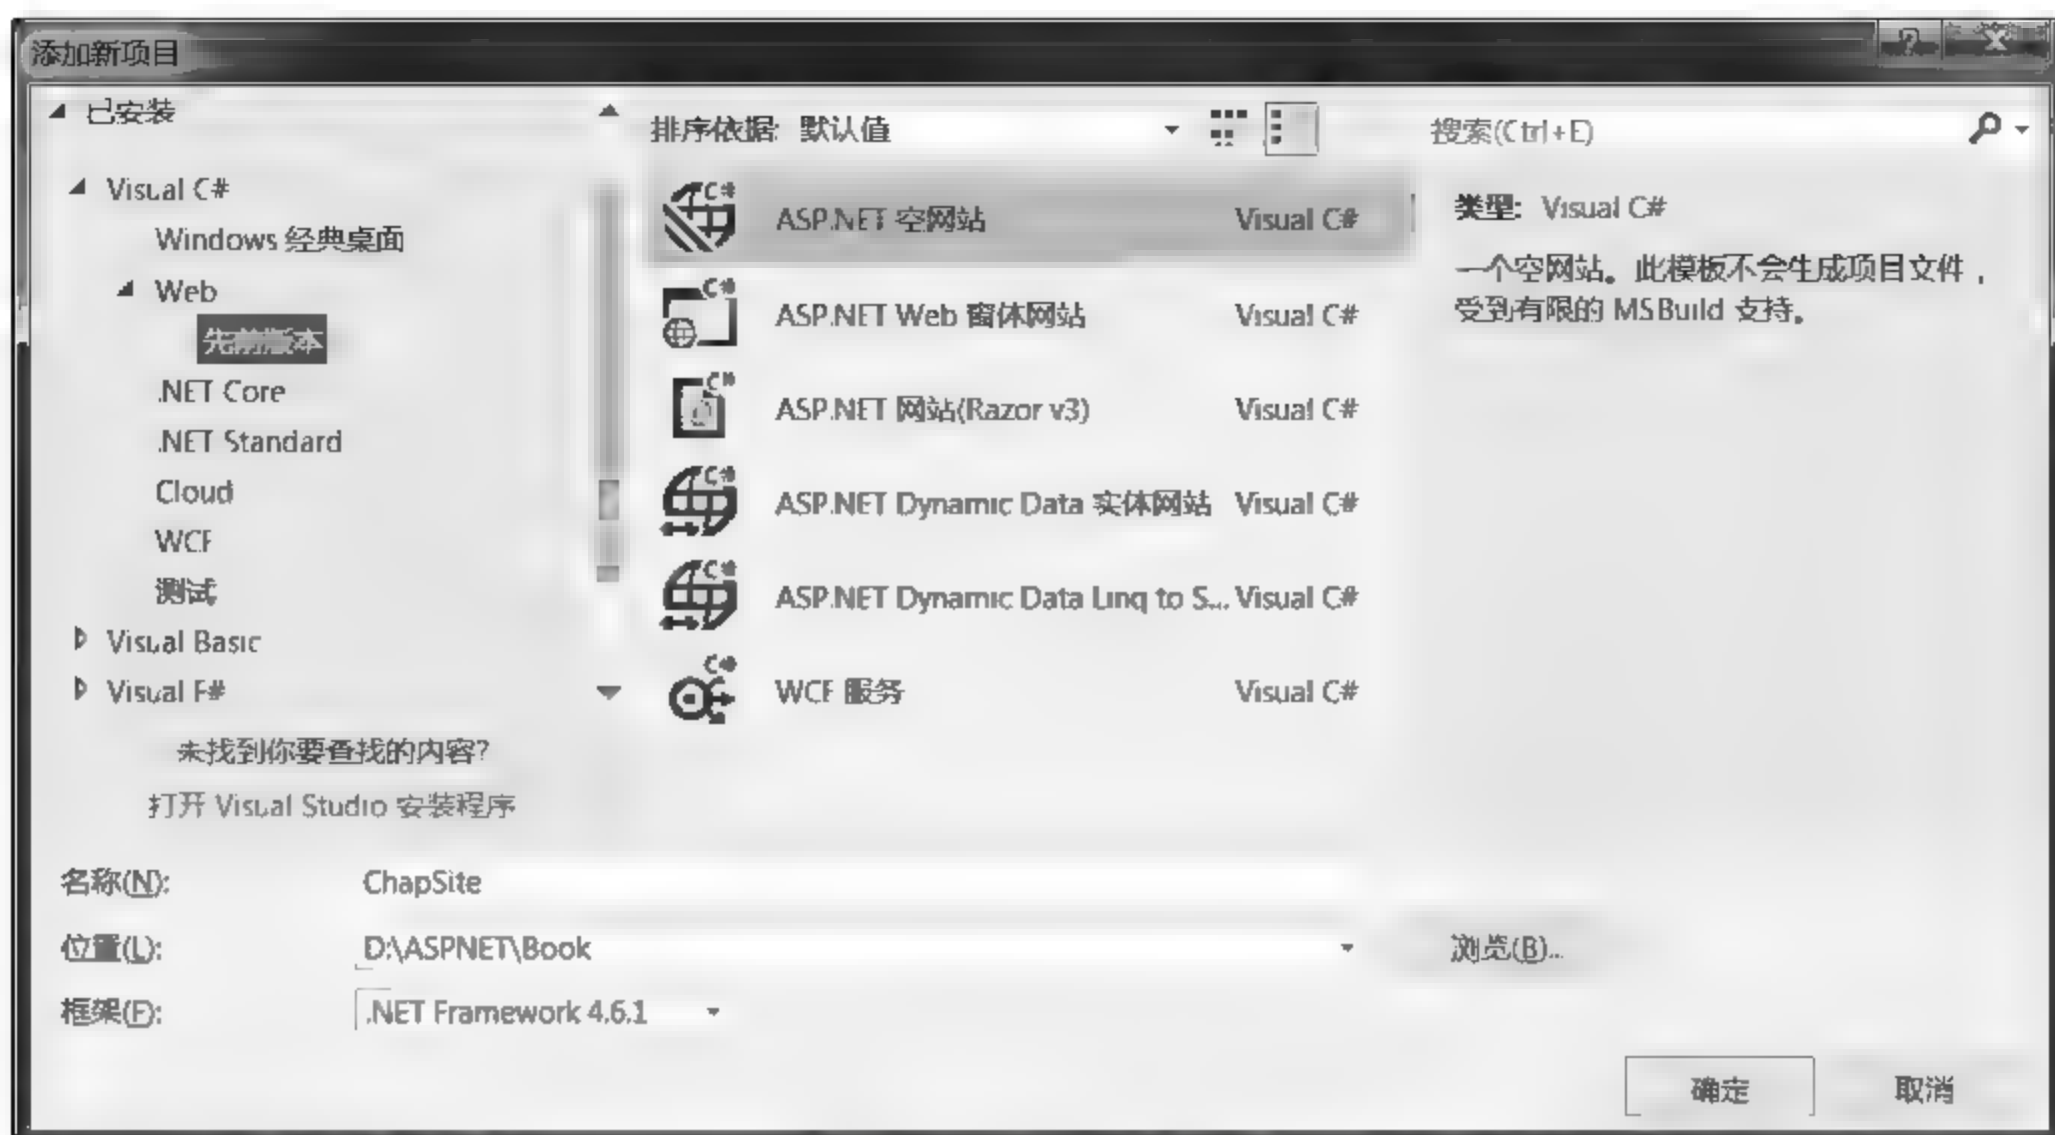 添加新项目
已安装
Visual C#
Windows 经典桌面
Web
先前版本
.NET Core
.NET Standard
Cloud
WCF
测试
Visual Basic
Visual F#
未找到你要查找的内容?
打开 Visual Studio 安装程序
排序依据: 默认值
ASP.NET 空网站 Visual C#
ASP.NET Web 窗体网站 Visual C#
ASP.NET 网站(Razor v3) Visual C#
ASP.NET Dynamic Data 实体网站 Visual C#
ASP.NET Dynamic Data Linq to S... Visual C#
WCF 服务 Visual C#
搜索(Ctrl+E)
类型: Visual C#
一个空网站。此模板不会生成项目文件,
受到有限的 MSBuild 支持。
名称(N): ChapSite
位置(L): D:\ASPNET\Book 浏览(B)...
框架(F): .NET Framework 4.6.1
确定 取消